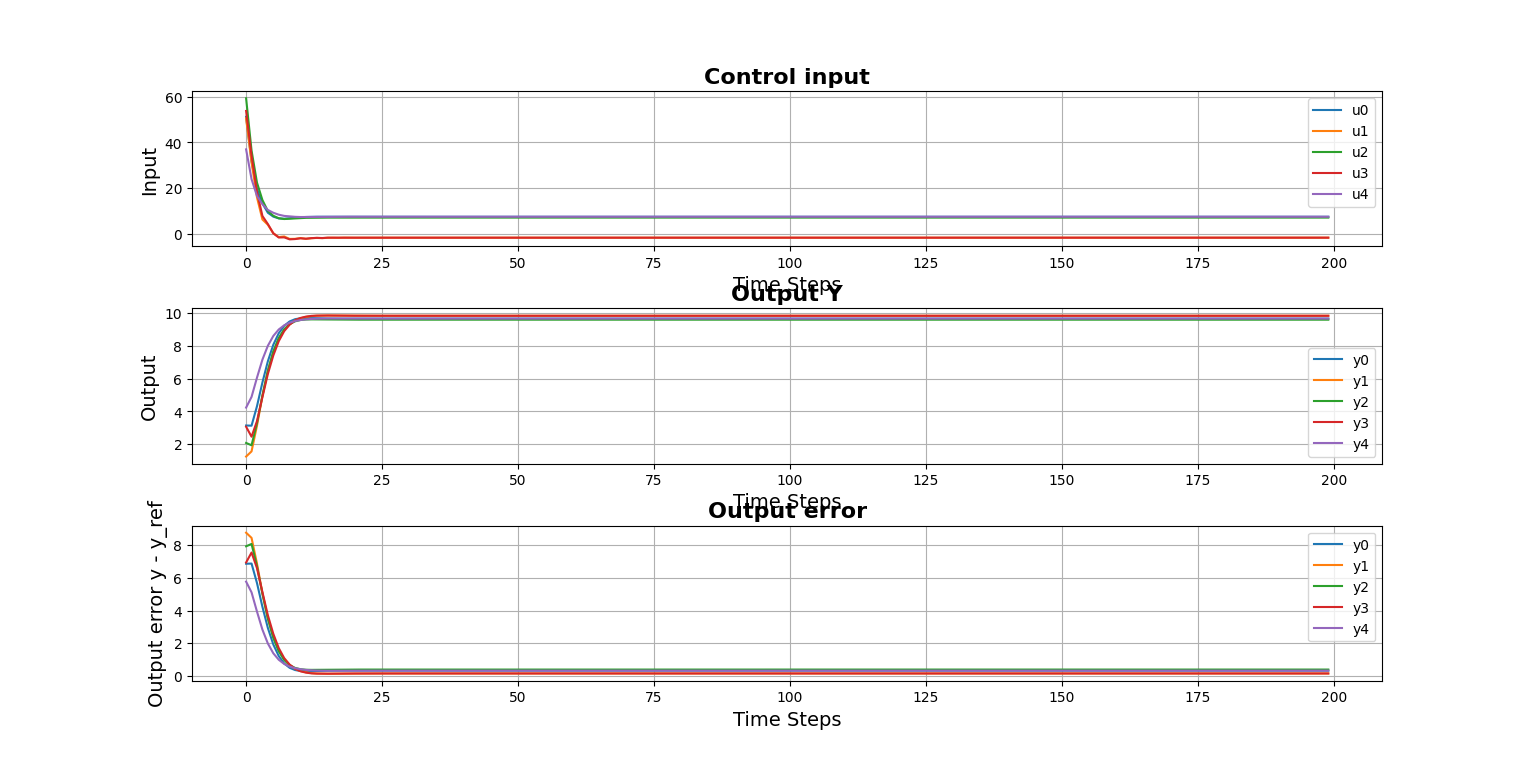 Control input
Input
60
40
20
0
u0
u1
u2
u3
u4
0 25 50 75 100 125 150 175 200
Time Steps
Output Y
Output
10
8
6
4
2
y0
y1
y2
y3
y4
0 25 50 75 100 125 150 175 200
Time Steps
Output error
Output error y - y_ref
8
6
4
2
0
y0
y1
y2
y3
y4
0 25 50 75 100 125 150 175 200
Time Steps